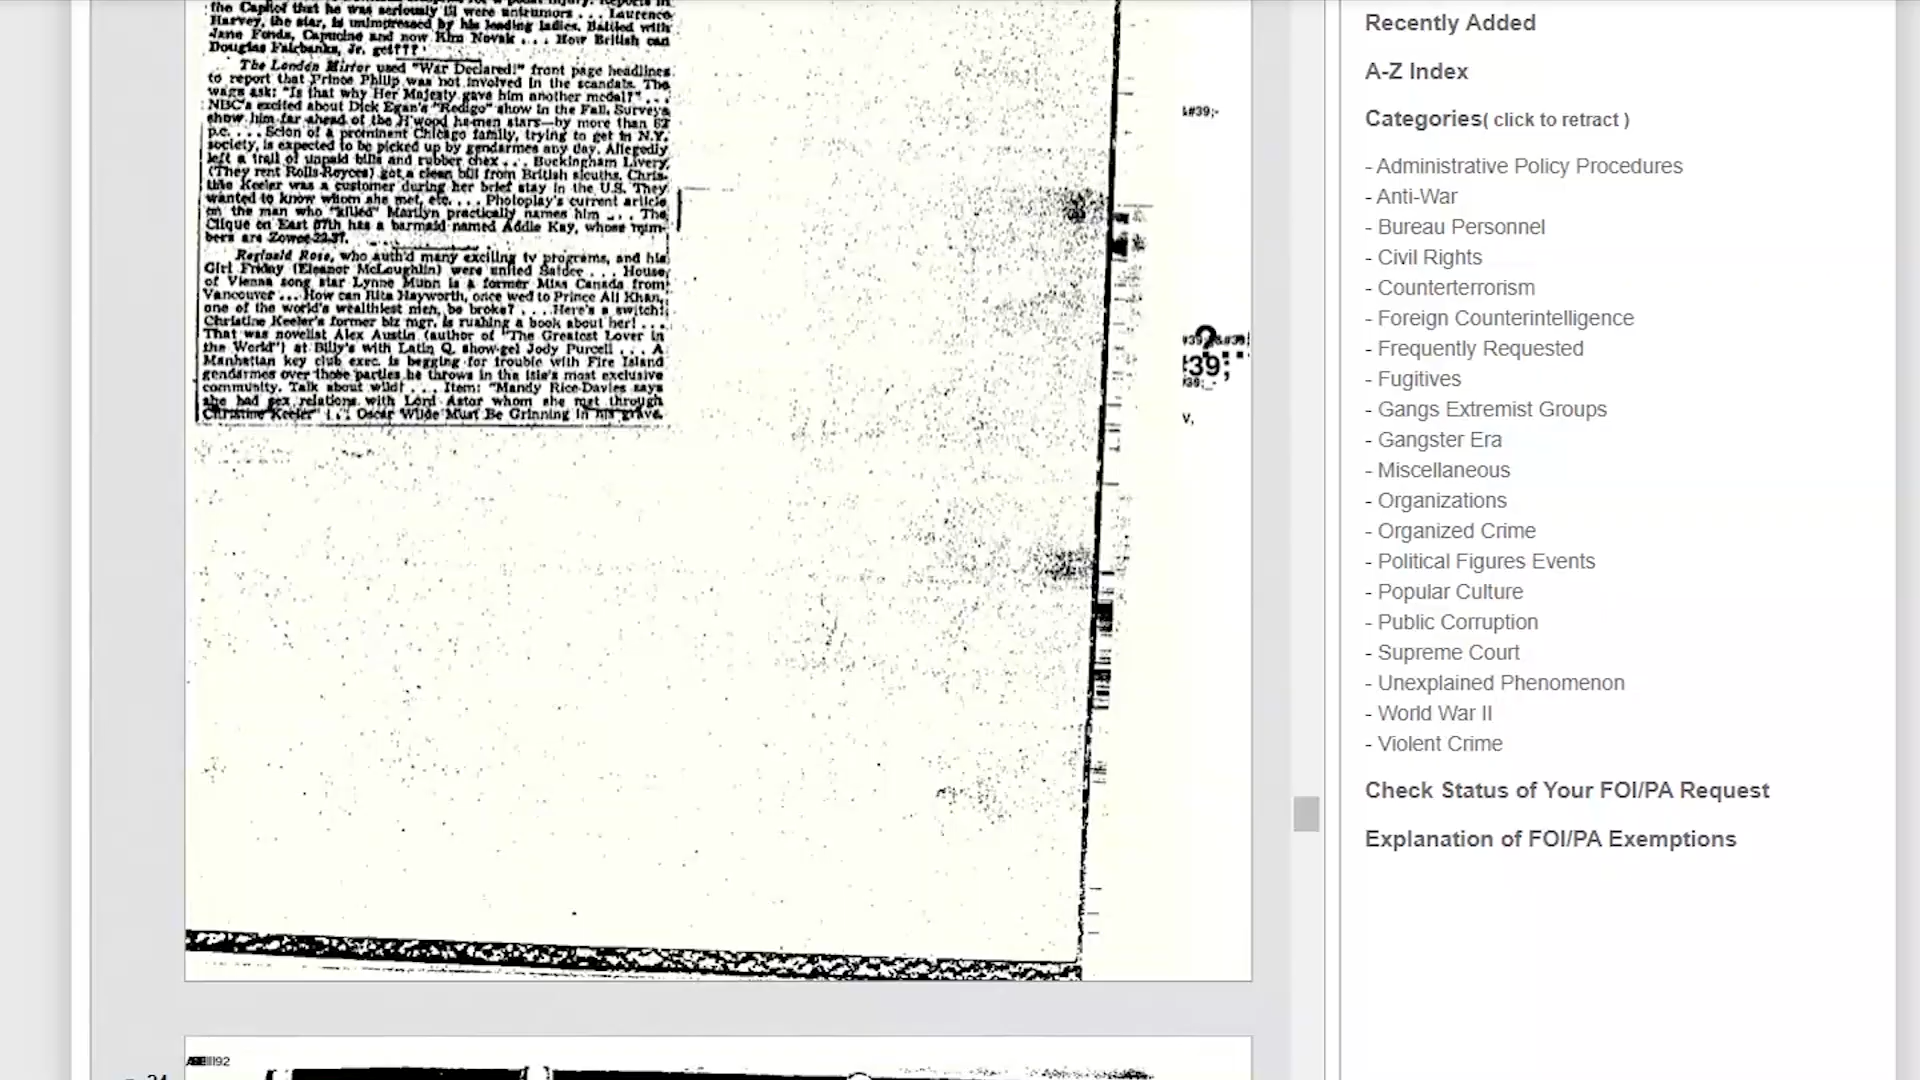 the Capitol that he was seriously ill were untrumors . . . Laurence
Harvey, the star, is unimpressed by his leading ladies. Battled with
Jane Fonda, Capucine and now Kim Novak . . . How British can
Douglas Fairbanks, Jr. get???
The London Mirror used "War Declared!" front page headlines
to report that Prince Philip was not involved in the scandals. The
wags ask: "Is that why Her Majesty gave him another medal?" . . .
NBC's excited about Dick Egan's "Redigo" show in the Fall. Surveys
show him far ahead of the H'wood he-men stars—by more than 62
p.c. . . . Scion of a prominent Chicago family, trying to get in N.Y.
society, is expected to be picked up by gendarmes any day. Allegedly
left a trail of unpaid bills and rubber chex . . . Buckingham Livery
(They rent Rolls-Royces) got a clean bill from British sleuths. Chris-
tine Keeler was a customer during her brief stay in the U.S. They
wanted to know whom she met, etc. . . . Photoplay's current article
on the man who "killed" Marilyn practically names him . . . The
Clique on East 57th has a barmaid named Addie Kay, whose num-
bers are
Reginald Rose, who auth'd many exciting tv programs, and his
Girl Friday (Eleanor McLaughlin) were united Satdee . . . House
of Vienna song star Lynne Munn is a former Miss Canada from
Vancouver . . . How can Rita Hayworth, once wed to Prince Ali Khan,
one of the world's wealthiest men, be broke? . . . Here's a switch!
Christine Keeler's former biz mgr. is rushing a book about her! . . .
That was novelist Alex Austin (author of "The Greatest Lover in
the World") at Billy's with Latin Q. show-gel Jody Purcell . . . A
Manhattan key club exec. is begging for trouble with Fire Island
gendarmes over those parties he throws in the isle's most exclusive
community. Talk about wild! . . . Item: "Mandy Rice-Davies says
she had sex relations with Lord Astor whom she met through
Christine Keeler" . . . Oscar Wilde Must Be Grinning in his grave.
&#39;-
39;
v,
Recently Added
A-Z Index
Categories( click to retract )
- Administrative Policy Procedures
- Anti-War
- Bureau Personnel
- Civil Rights
- Counterterrorism
- Foreign Counterintelligence
- Frequently Requested
- Fugitives
- Gangs Extremist Groups
- Gangster Era
- Miscellaneous
- Organizations
- Organized Crime
- Political Figures Events
- Popular Culture
- Public Corruption
- Supreme Court
- Unexplained Phenomenon
- World War II
- Violent Crime
Check Status of Your FOI/PA Request
Explanation of FOI/PA Exemptions